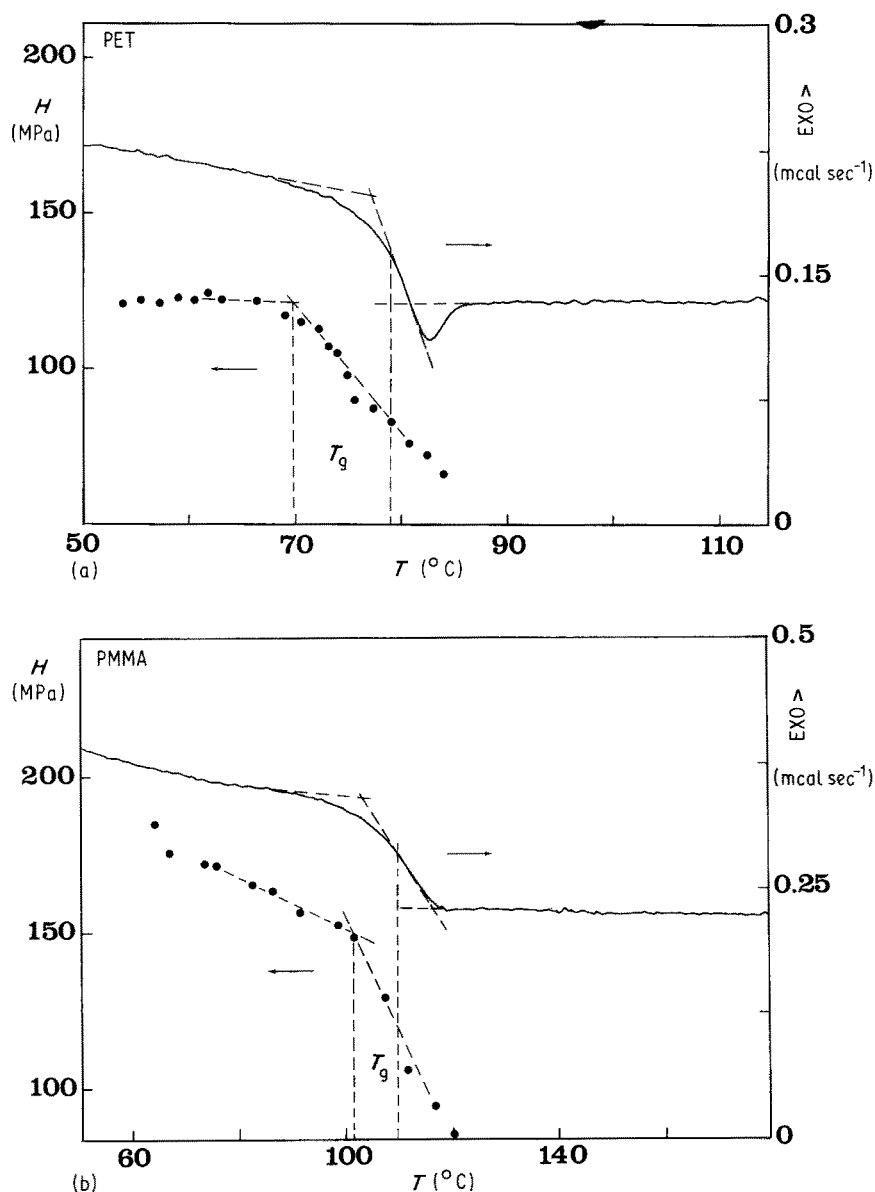 PET
200
H
(MPa)
150
100
0.3
EXO >
(mcal sec⁻¹)
0.15
0
T_g
50
70
90
110
(a)
T (°C)
PMMA
H
(MPa)
200
150
100
0.5
EXO >
(mcal sec⁻¹)
0.25
0
T_g
60
100
140
(b)
T (°C)